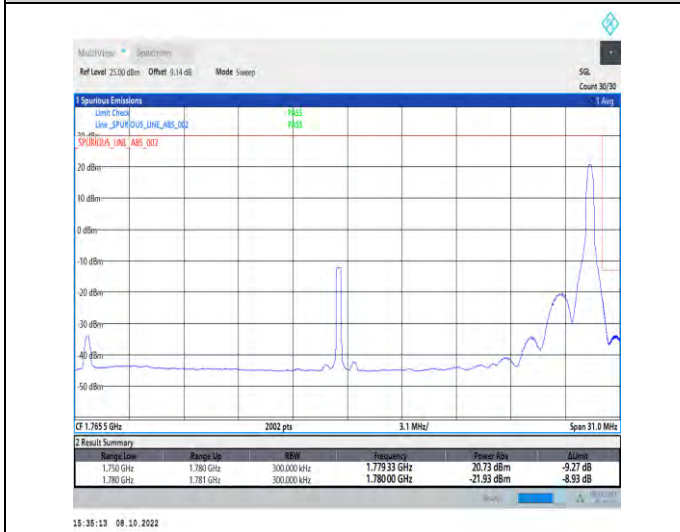 MultiView Spectrum
Ref Level 25.00 dBm Offset 9.14 dB Mode Sweep SGL
Count 30/30
1 Spurious Emissions 1 Avg
Limit Check PASS
Line _SPURIOUS_LINE_ABS_002 PASS
30 dBm
SPURIOUS_LINE_ABS_002
20 dBm
10 dBm
0 dBm
-10 dBm
-20 dBm
-30 dBm
-40 dBm
-50 dBm
CF 1.765 5 GHz 2002 pts 3.1 MHz/ Span 31.0 MHz
2 Result Summary
Range Low Range Up RBW Frequency Power Abs ΔLimit
1.750 GHz 1.780 GHz 300.000 kHz 1.779 33 GHz 20.73 dBm -9.27 dB
1.780 GHz 1.781 GHz 300.000 kHz 1.780 00 GHz -21.93 dBm -8.93 dB
Ready
15:35:13 08.10.2022